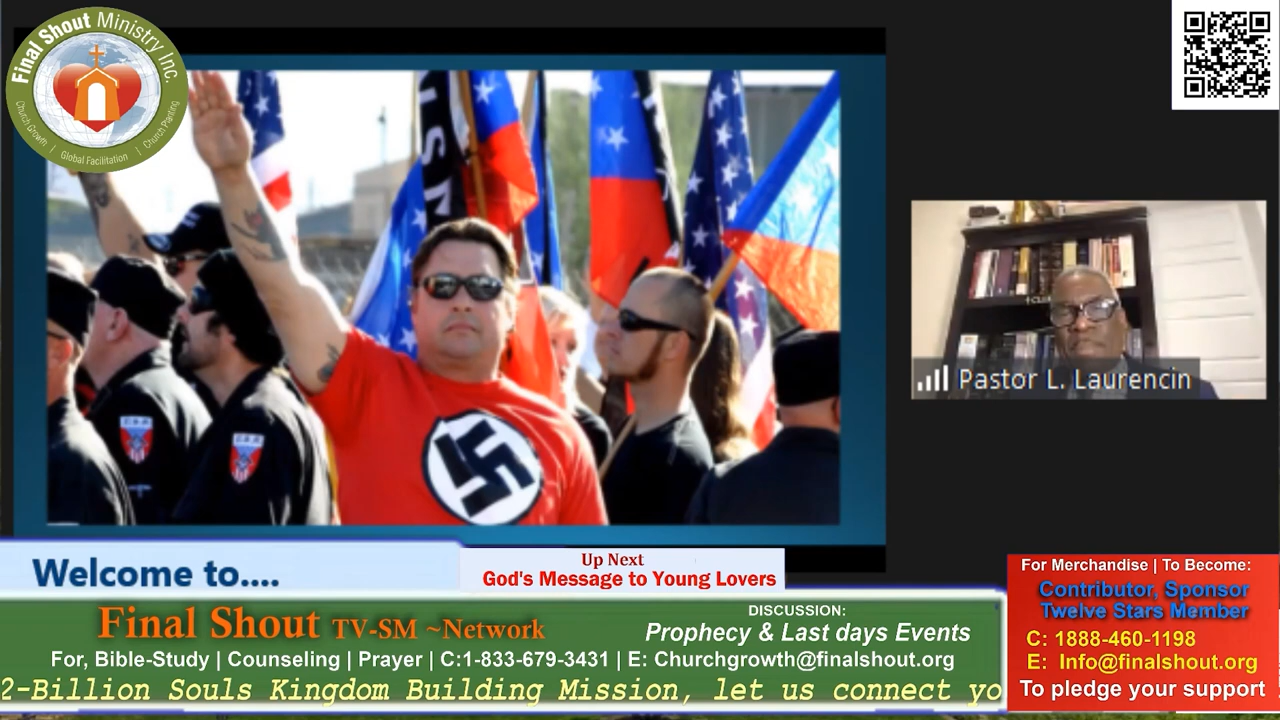 Final Shout Ministry Inc.
Church Growth | Global Facilitation | Church Planting
NSM
Pastor L. Laurencin
Welcome to....
Up Next
God's Message to Young Lovers
Final Shout TV-SM ~Network
DISCUSSION:
Prophecy & Last days Events
For, Bible-Study | Counseling | Prayer | C:1-833-679-3431 | E: Churchgrowth@finalshout.org
2-Billion Souls Kingdom Building Mission, let us connect yo
For Merchandise | To Become:
Contributor, Sponsor
Twelve Stars Member
C: 1888-460-1198
E: Info@finalshout.org
To pledge your support